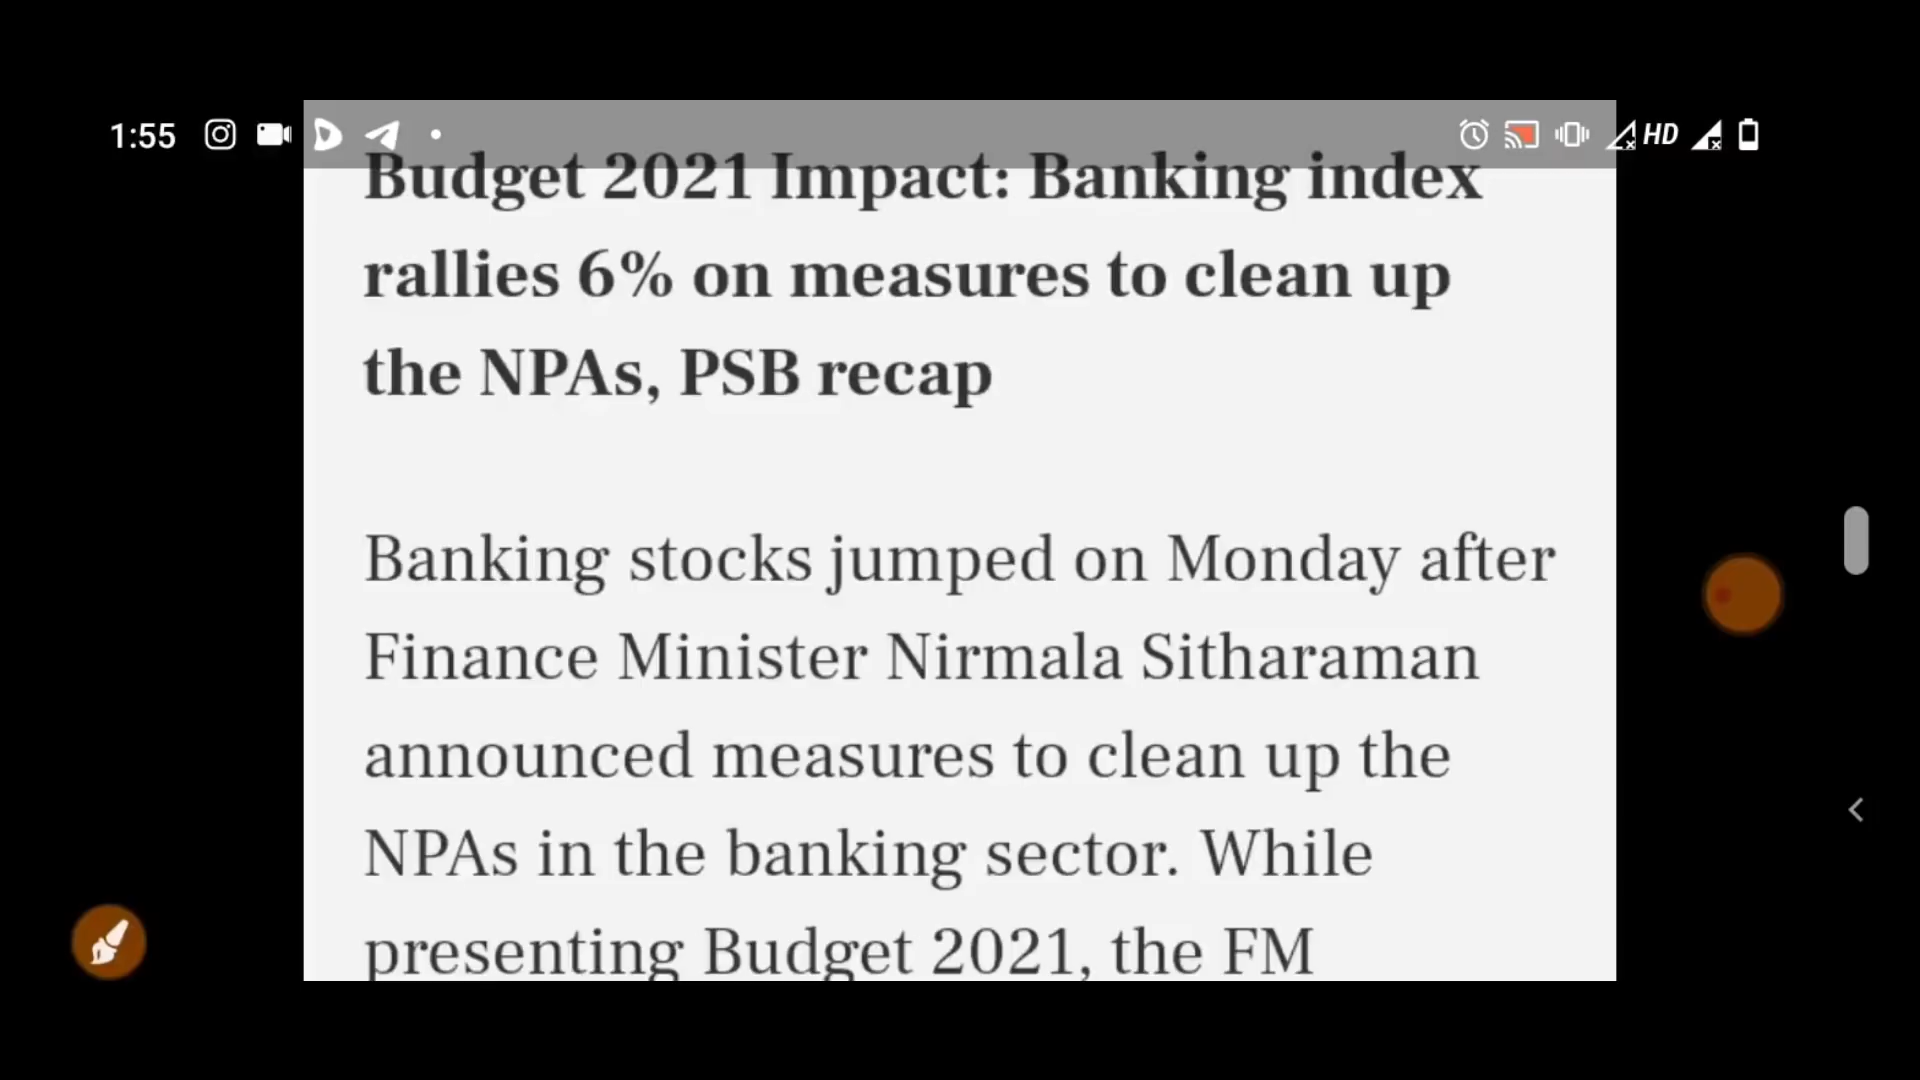 1:55 HD
Budget 2021 Impact: Banking index
rallies 6% on measures to clean up
the NPAs, PSB recap
Banking stocks jumped on Monday after
Finance Minister Nirmala Sitharaman
announced measures to clean up the
NPAs in the banking sector. While
presenting Budget 2021, the FM